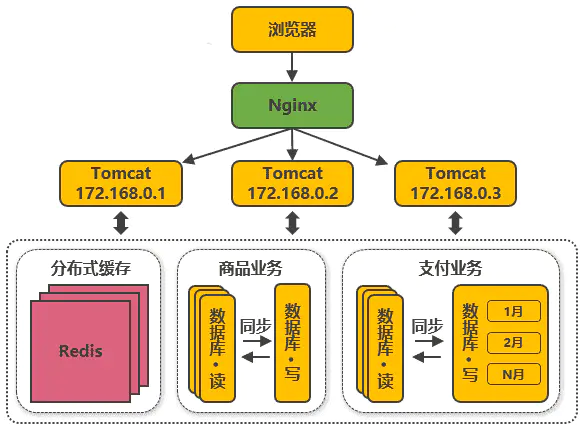 浏览器
Nginx
Tomcat
172.168.0.1
Tomcat
172.168.0.2
Tomcat
172.168.0.3
分布式缓存
Redis
商品业务
数据库·读
同步
数据库·写
支付业务
数据库·读
同步
数据库·写
1月
2月
N月